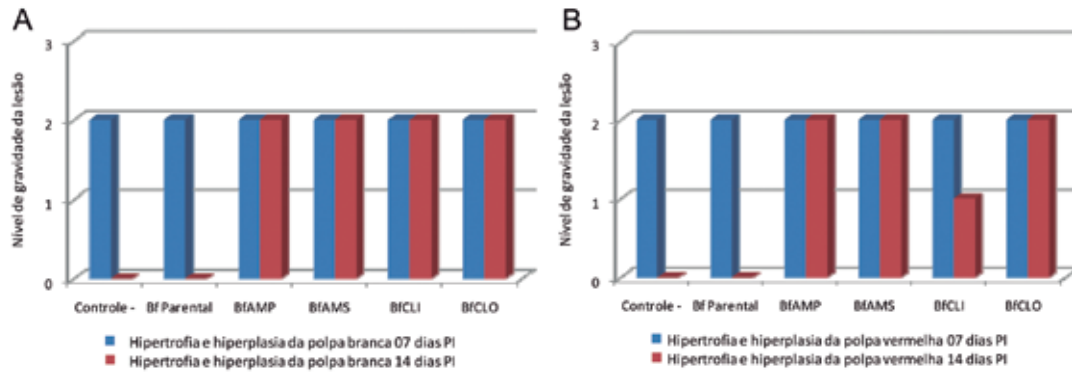 A
Nível de gravidade da lesão
3
2
1
0
Controle - Bf Parental BfAMP BfAMS BfCLI BfCLO
Hipertrofia e hiperplasia da polpa branca 07 dias PI
Hipertrofia e hiperplasia da polpa branca 14 dias PI
B
Nível de gravidade da lesão
3
2
1
0
Controle - Bf Parental BfAMP BfAMS BfCLI BfCLO
Hipertrofia e hiperplasia da polpa vermelha 07 dias PI
Hipertrofia e hiperplasia da polpa vermelha 14 dias PI